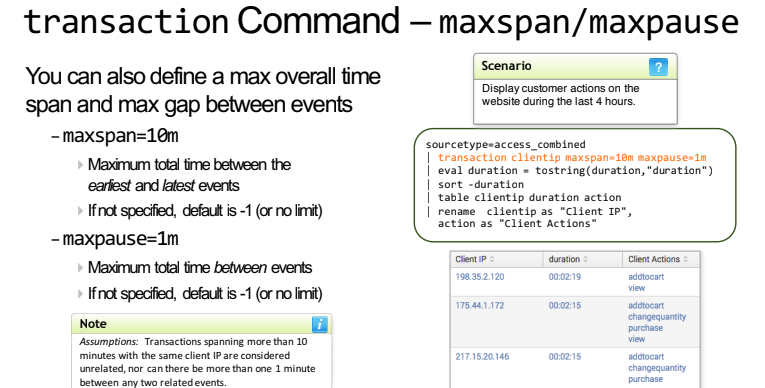 transaction Command – maxspan/maxpause
You can also define a max overall time
span and max gap between events
– maxspan=10m
Maximum total time between the
earliest and latest events
If not specified, default is -1 (or no limit)
– maxpause=1m
Maximum total time between events
If not specified, default is -1 (or no limit)
Note
i
Assumptions: Transactions spanning more than 10
minutes with the same client IP are considered
unrelated, nor can there be more than one 1 minute
between any two related events.
Scenario
?
Display customer actions on the
website during the last 4 hours.
sourcetype=access_combined
| transaction clientip maxspan=10m maxpause=1m
| eval duration = tostring(duration,"duration")
| sort -duration
| table clientip duration action
| rename clientip as "Client IP",
action as "Client Actions"
Client IP duration Client Actions
198.35.2.120 00:02:19 addtocart
view
175.44.1.172 00:02:15 addtocart
changequantity
purchase
view
217.15.20.146 00:02:15 addtocart
changequantity
purchase